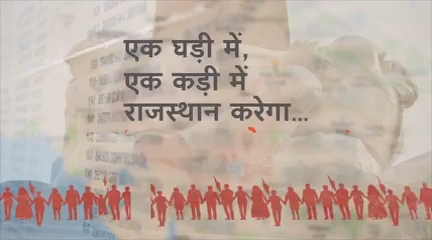 एक घड़ी में,
एक कड़ी में
राजस्थान करेगा...